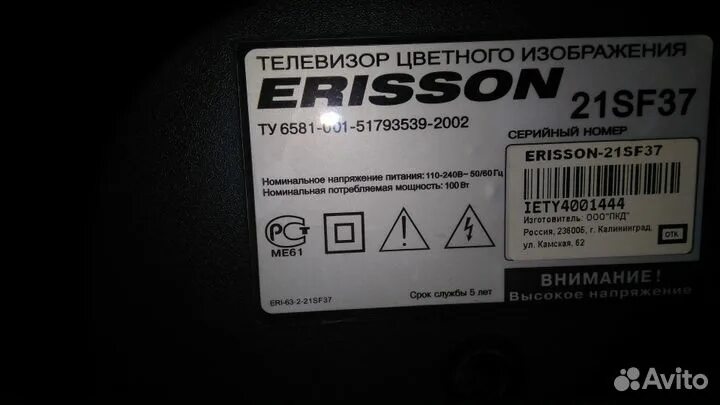 ТЕЛЕВИЗОР ЦВЕТНОГО ИЗОБРАЖЕНИЯ
ERISSON
21SF37
ТУ 6581-001-51793539-2002
СЕРИЙНЫЙ НОМЕР
ERISSON-21SF37
IETY4001444
Изготовитель: ООО"ПКД"
Россия, 236005, г. Калининград,
ул. Камская, 62
ОТК
Номинальное напряжение питания: 110-240В~ 50/60 Гц
Номинальная потребляемая мощность: 100 Вт
РСТ
МЕ61
ERI-63-2-21SF37
Срок службы 5 лет
ВНИМАНИЕ!
Высокое напряжение
Avito